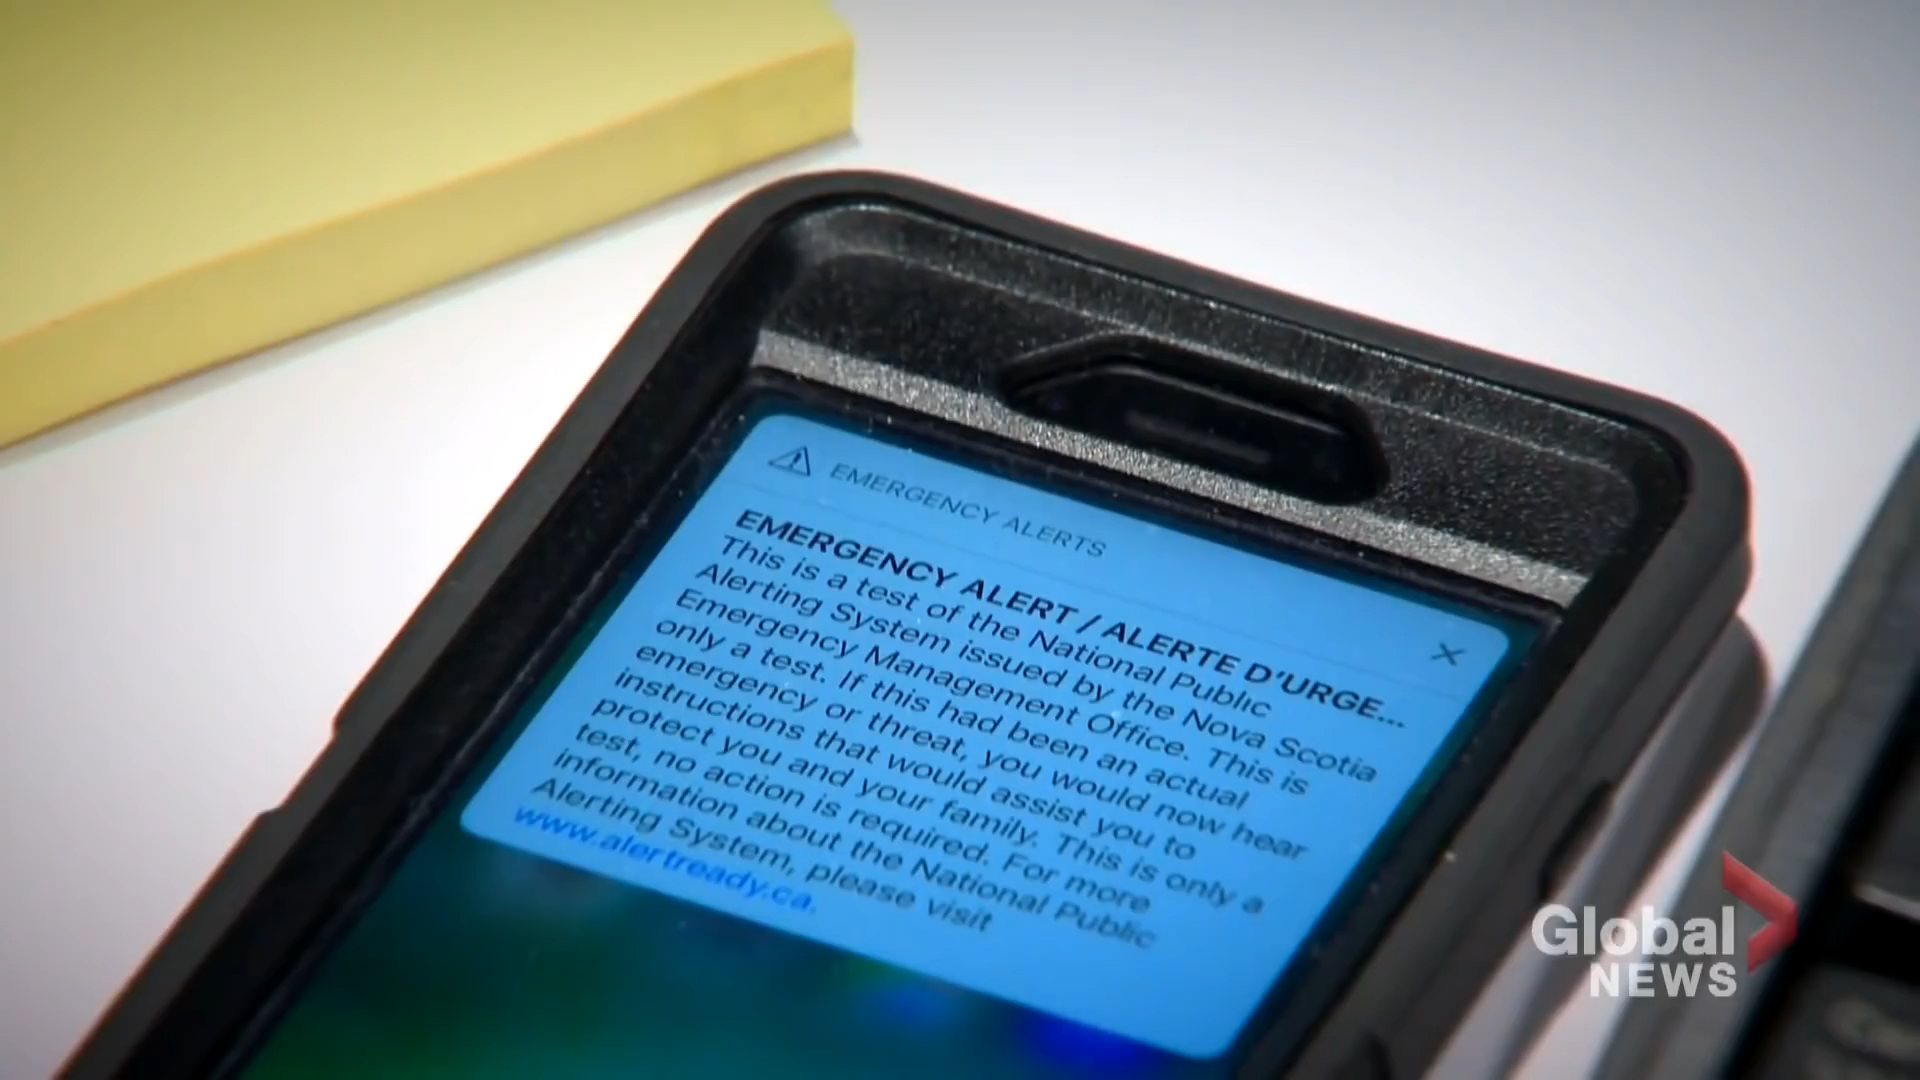 EMERGENCY ALERTS
EMERGENCY ALERT / ALERTE D'URGE...
This is a test of the National Public
Alerting System issued by the Nova Scotia
Emergency Management Office. This is
only a test. If this had been an actual
emergency or threat, you would now hear
instructions that would assist you to
protect you and your family. This is only a
test, no action is required. For more
information about the National Public
Alerting System, please visit
www.alertready.ca.
Global
NEWS